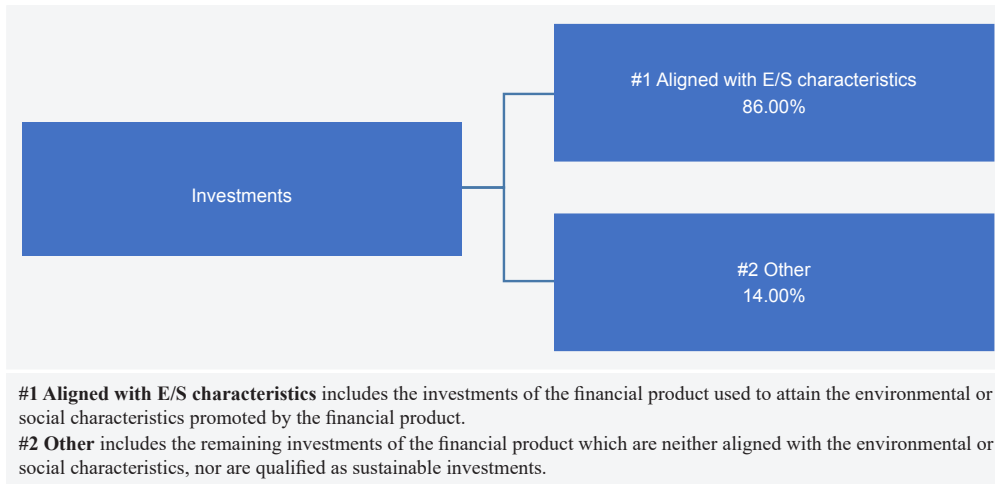 #1 Aligned with E/S characteristics
86.00%
Investments
#2 Other
14.00%
#1 Aligned with E/S characteristics includes the investments of the financial product used to attain the environmental or
social characteristics promoted by the financial product.
#2 Other includes the remaining investments of the financial product which are neither aligned with the environmental or
social characteristics, nor are qualified as sustainable investments.